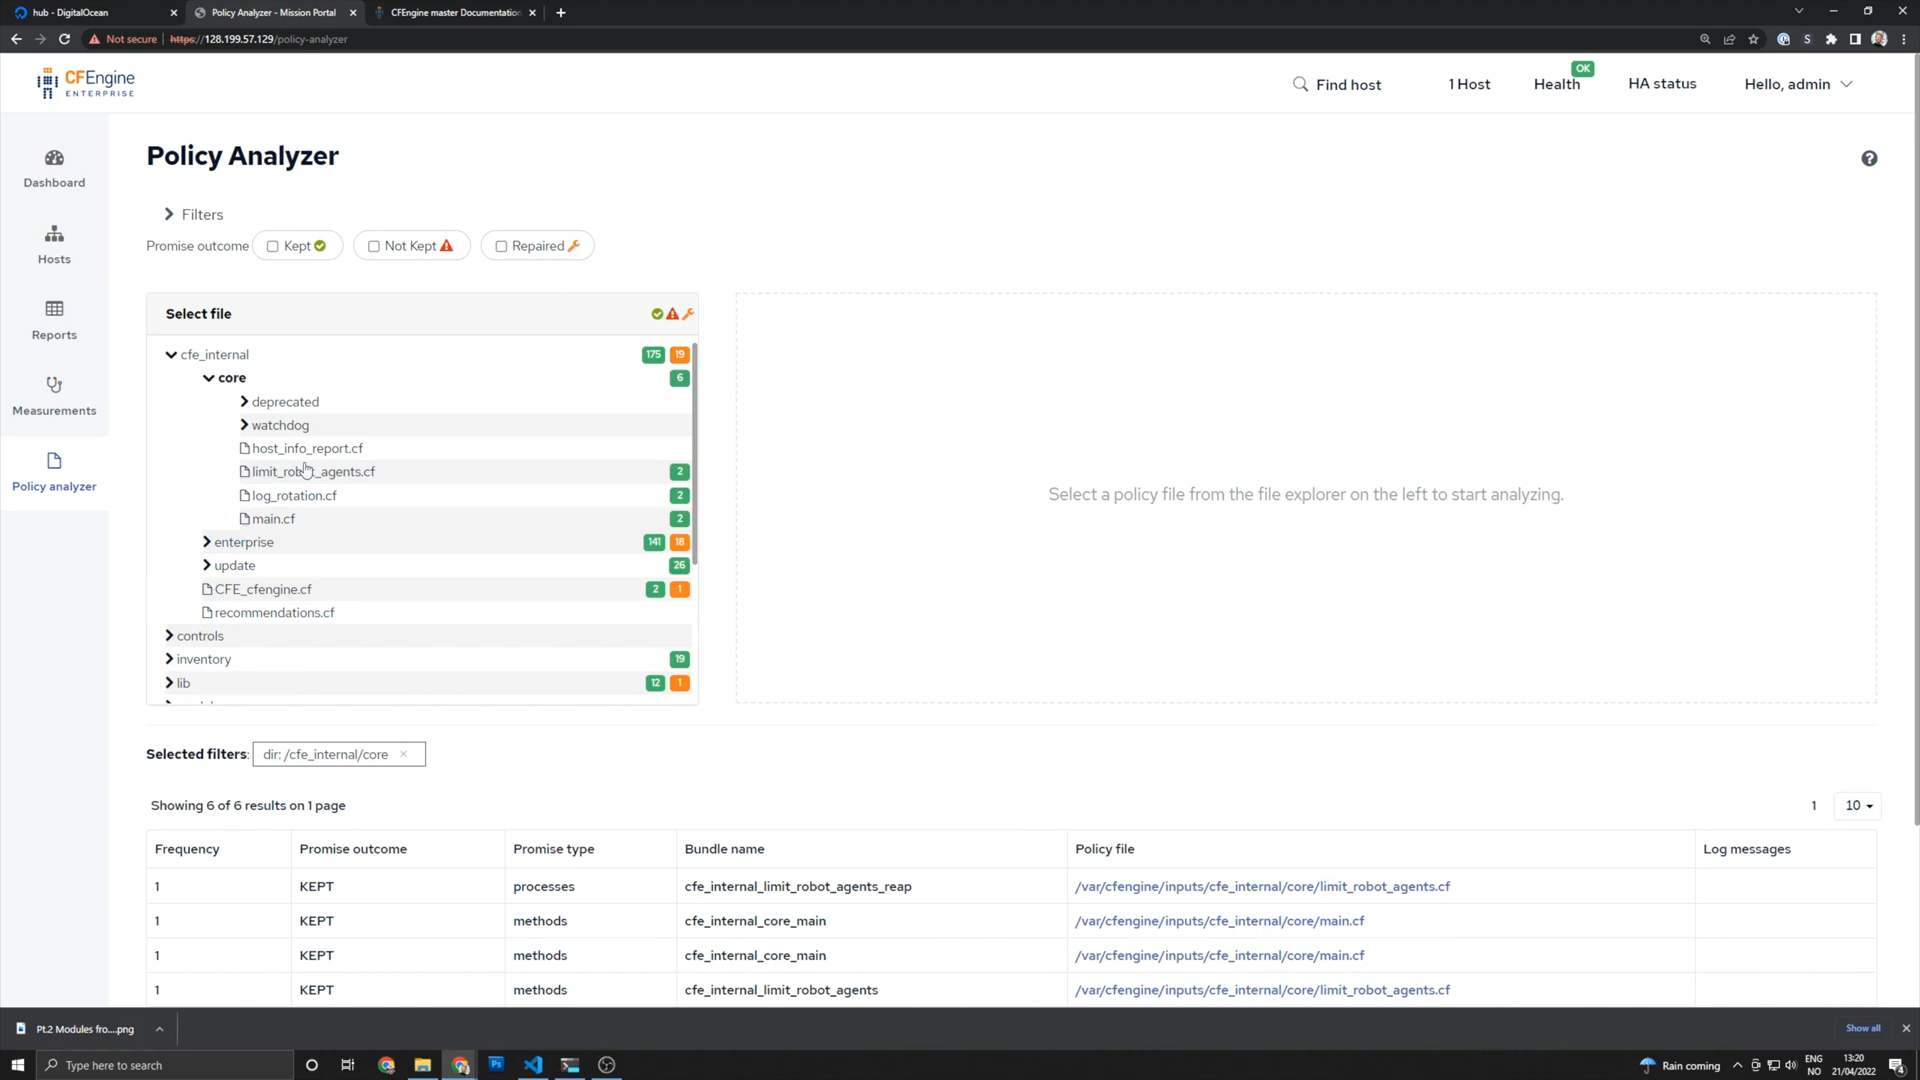 hub - DigitalOcean
Policy Analyzer - Mission Portal
CFEngine master Documentation
Not secure
https://128.199.57.129/policy-analyzer
CFEngine
ENTERPRISE
Find host
1 Host
Health
OK
HA status
Hello, admin
Dashboard
Hosts
Reports
Measurements
Policy analyzer
Policy Analyzer
Filters
Promise outcome
Kept
Not Kept
Repaired
Select file
cfe_internal 175 19
core 6
deprecated
watchdog
host_info_report.cf
limit_robot_agents.cf 2
log_rotation.cf 2
main.cf 2
enterprise 141 18
update 26
CFE_cfengine.cf 2 1
recommendations.cf
controls
inventory 19
lib 12 1
Select a policy file from the file explorer on the left to start analyzing.
Selected filters: dir: /cfe_internal/core ×
Showing 6 of 6 results on 1 page
1 10
Frequency Promise outcome Promise type Bundle name Policy file Log messages
1 KEPT processes cfe_internal_limit_robot_agents_reap /var/cfengine/inputs/cfe_internal/core/limit_robot_agents.cf
1 KEPT methods cfe_internal_core_main /var/cfengine/inputs/cfe_internal/core/main.cf
1 KEPT methods cfe_internal_core_main /var/cfengine/inputs/cfe_internal/core/main.cf
1 KEPT methods cfe_internal_limit_robot_agents /var/cfengine/inputs/cfe_internal/core/limit_robot_agents.cf
Pt.2 Modules fro....png
Show all
Type here to search
Ps
Rain coming
ENG
NO
13:20
21/04/2022
4